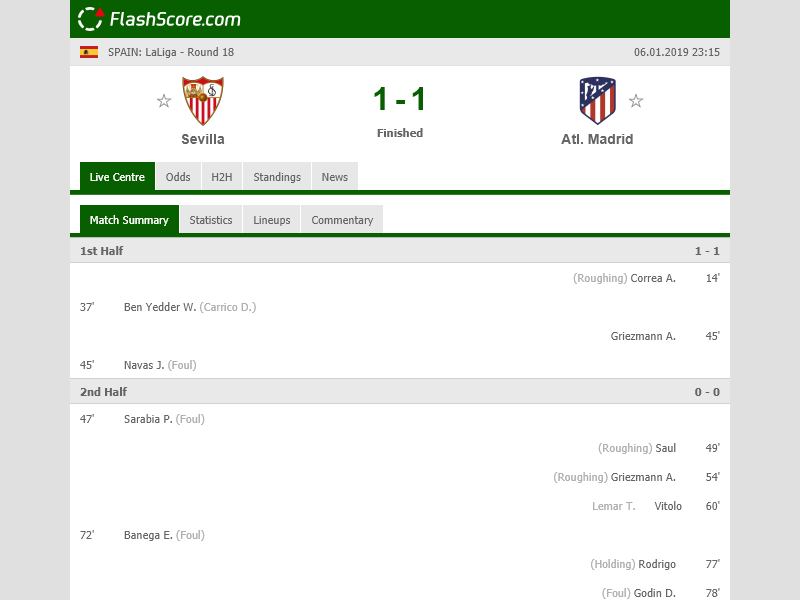 FlashScore.com
SPAIN: LaLiga - Round 18 06.01.2019 23:15
1 - 1
Finished
Sevilla Atl. Madrid
Live Centre Odds H2H Standings News
Match Summary Statistics Lineups Commentary
1st Half 1 - 1
(Roughing) Correa A. 14'
37' Ben Yedder W. (Carrico D.)
Griezmann A. 45'
45' Navas J. (Foul)
2nd Half 0 - 0
47' Sarabia P. (Foul)
(Roughing) Saul 49'
(Roughing) Griezmann A. 54'
Lemar T. Vitolo 60'
72' Banega E. (Foul)
(Holding) Rodrigo 77'
(Foul) Godin D. 78'